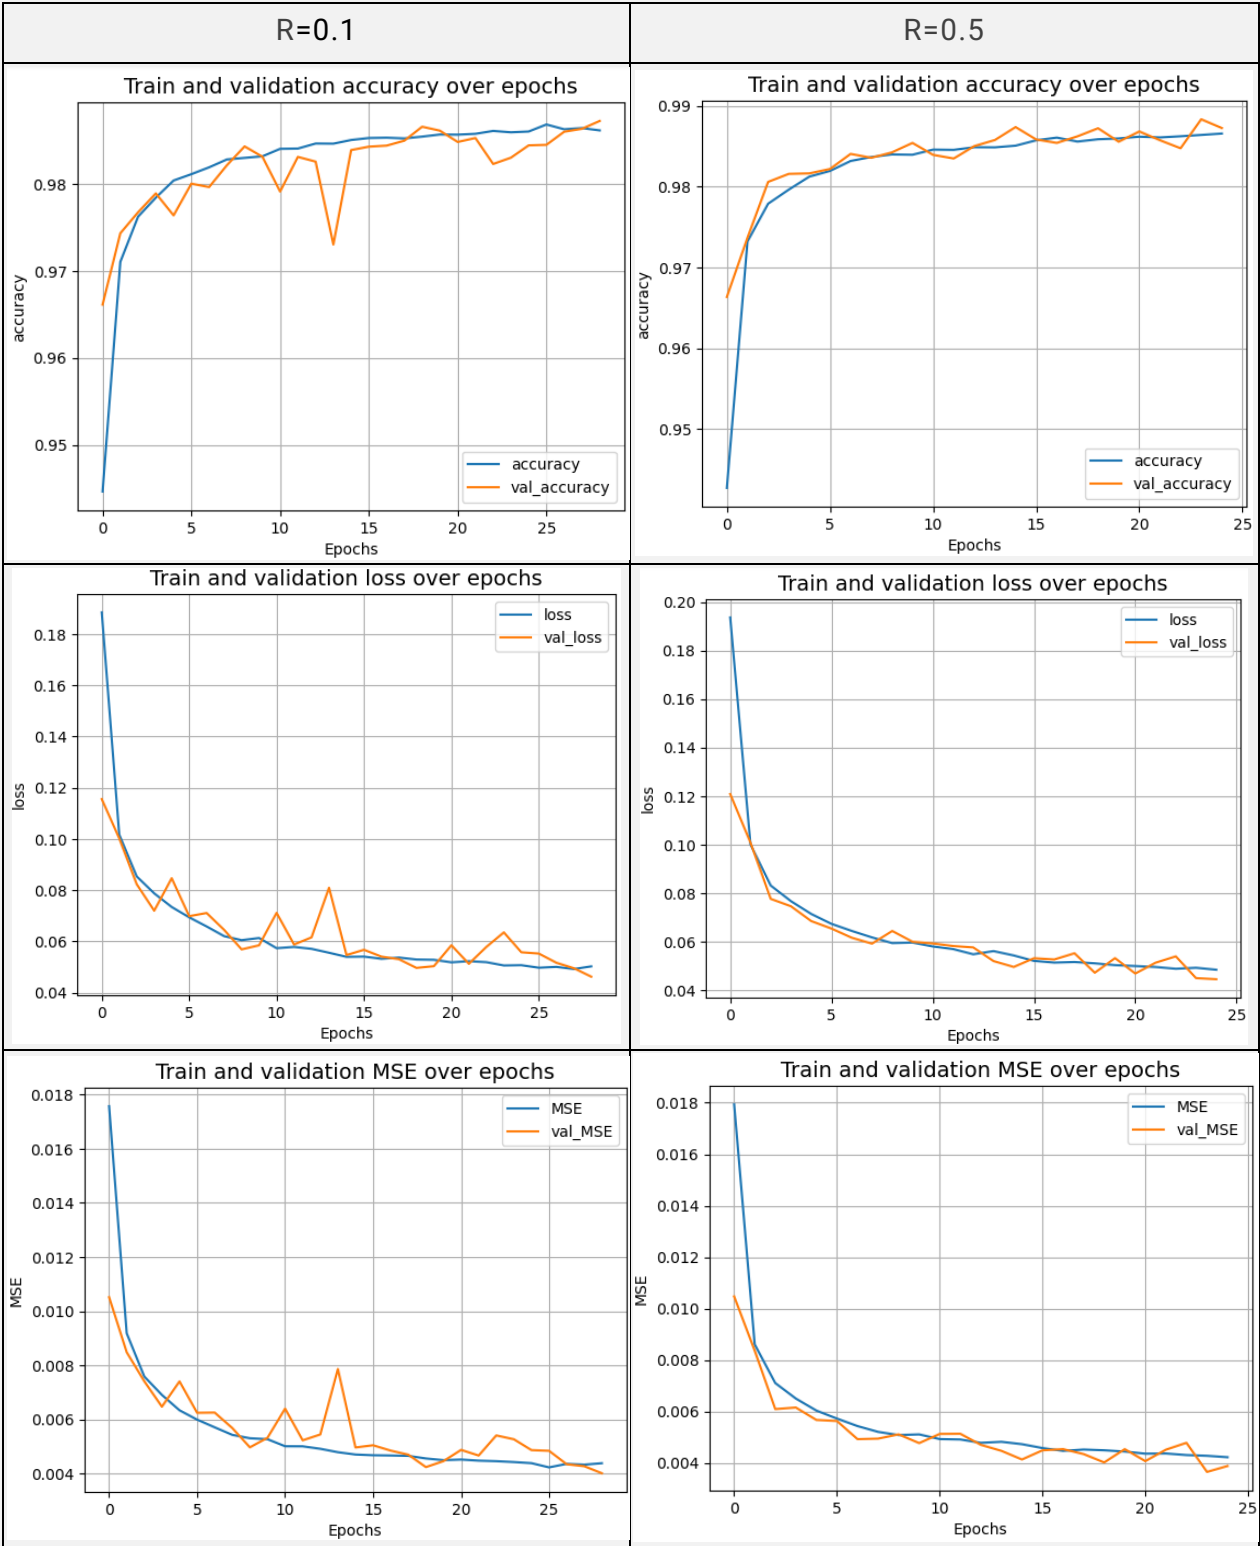 R=0.1
R=0.5
Train and validation accuracy over epochs
0.98
0.97
0.96
0.95
accuracy
accuracy
val_accuracy
0 5 10 15 20 25
Epochs
Train and validation accuracy over epochs
0.99
0.98
0.97
0.96
0.95
accuracy
accuracy
val_accuracy
0 5 10 15 20 25
Epochs
Train and validation loss over epochs
0.18
0.16
0.14
0.12
0.10
0.08
0.06
0.04
loss
loss
val_loss
0 5 10 15 20 25
Epochs
Train and validation loss over epochs
0.20
0.18
0.16
0.14
0.12
0.10
0.08
0.06
0.04
loss
loss
val_loss
0 5 10 15 20 25
Epochs
Train and validation MSE over epochs
0.018
0.016
0.014
0.012
0.010
0.008
0.006
0.004
MSE
MSE
val_MSE
0 5 10 15 20 25
Epochs
Train and validation MSE over epochs
0.018
0.016
0.014
0.012
0.010
0.008
0.006
0.004
MSE
MSE
val_MSE
0 5 10 15 20 25
Epochs